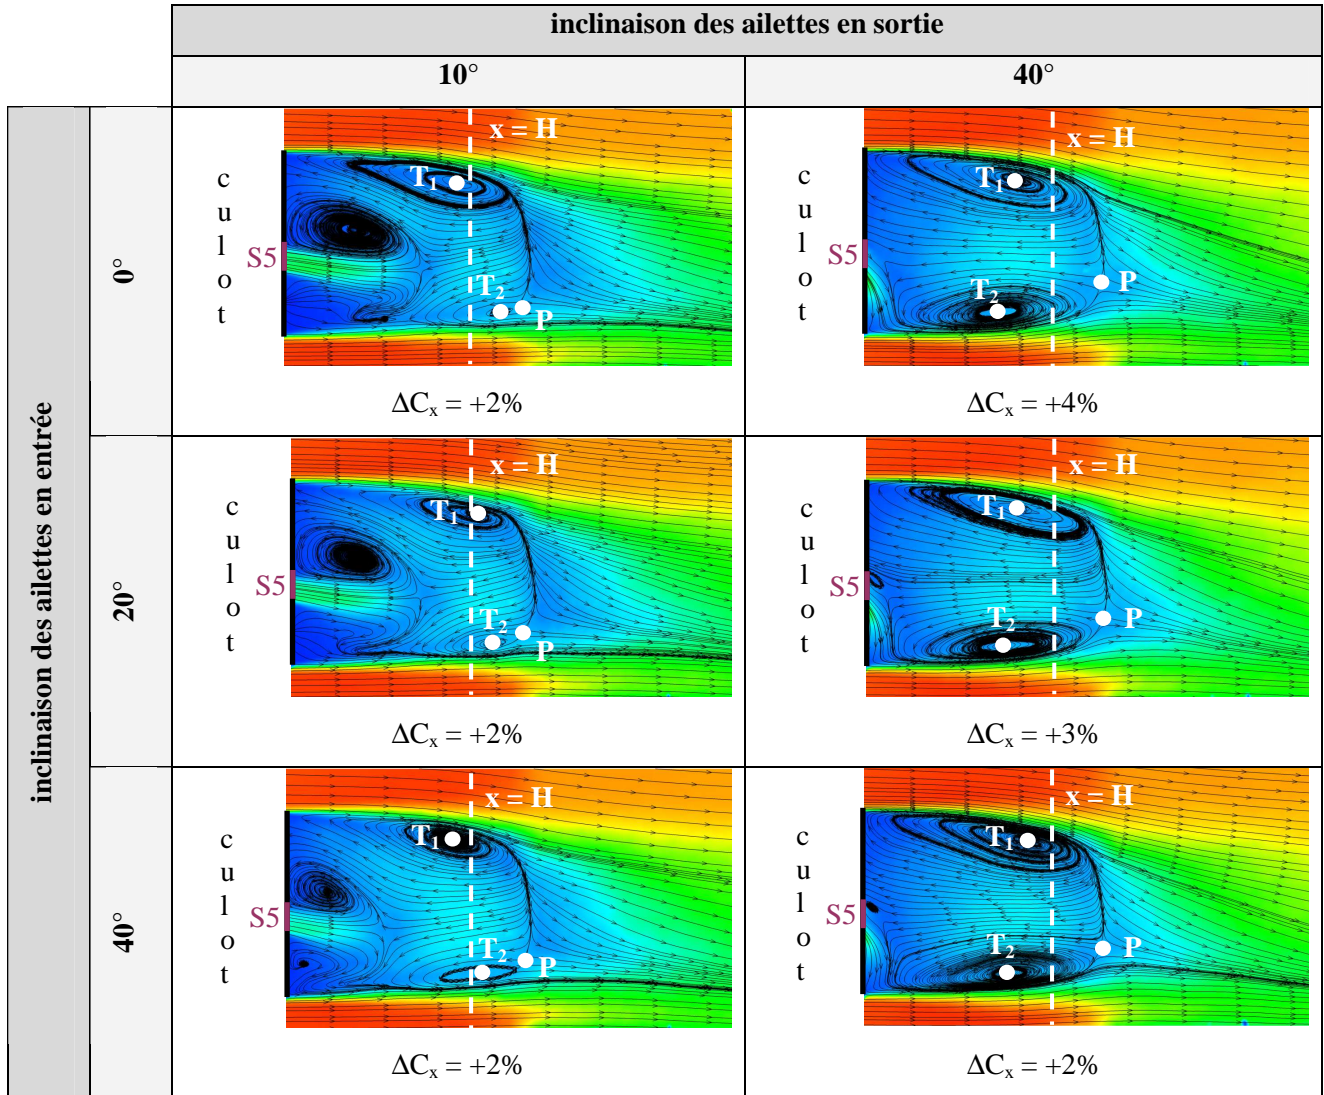 inclinaison des ailettes en sortie
10°
40°
inclinaison des ailettes en entrée
0°
culot
S5
T1
T2
P
x = H
ΔCx = +2%
culot
S5
T1
T2
P
x = H
ΔCx = +4%
20°
culot
S5
T1
T2
P
x = H
ΔCx = +2%
culot
S5
T1
T2
P
x = H
ΔCx = +3%
40°
culot
S5
T1
T2
P
x = H
ΔCx = +2%
culot
S5
T1
T2
P
x = H
ΔCx = +2%